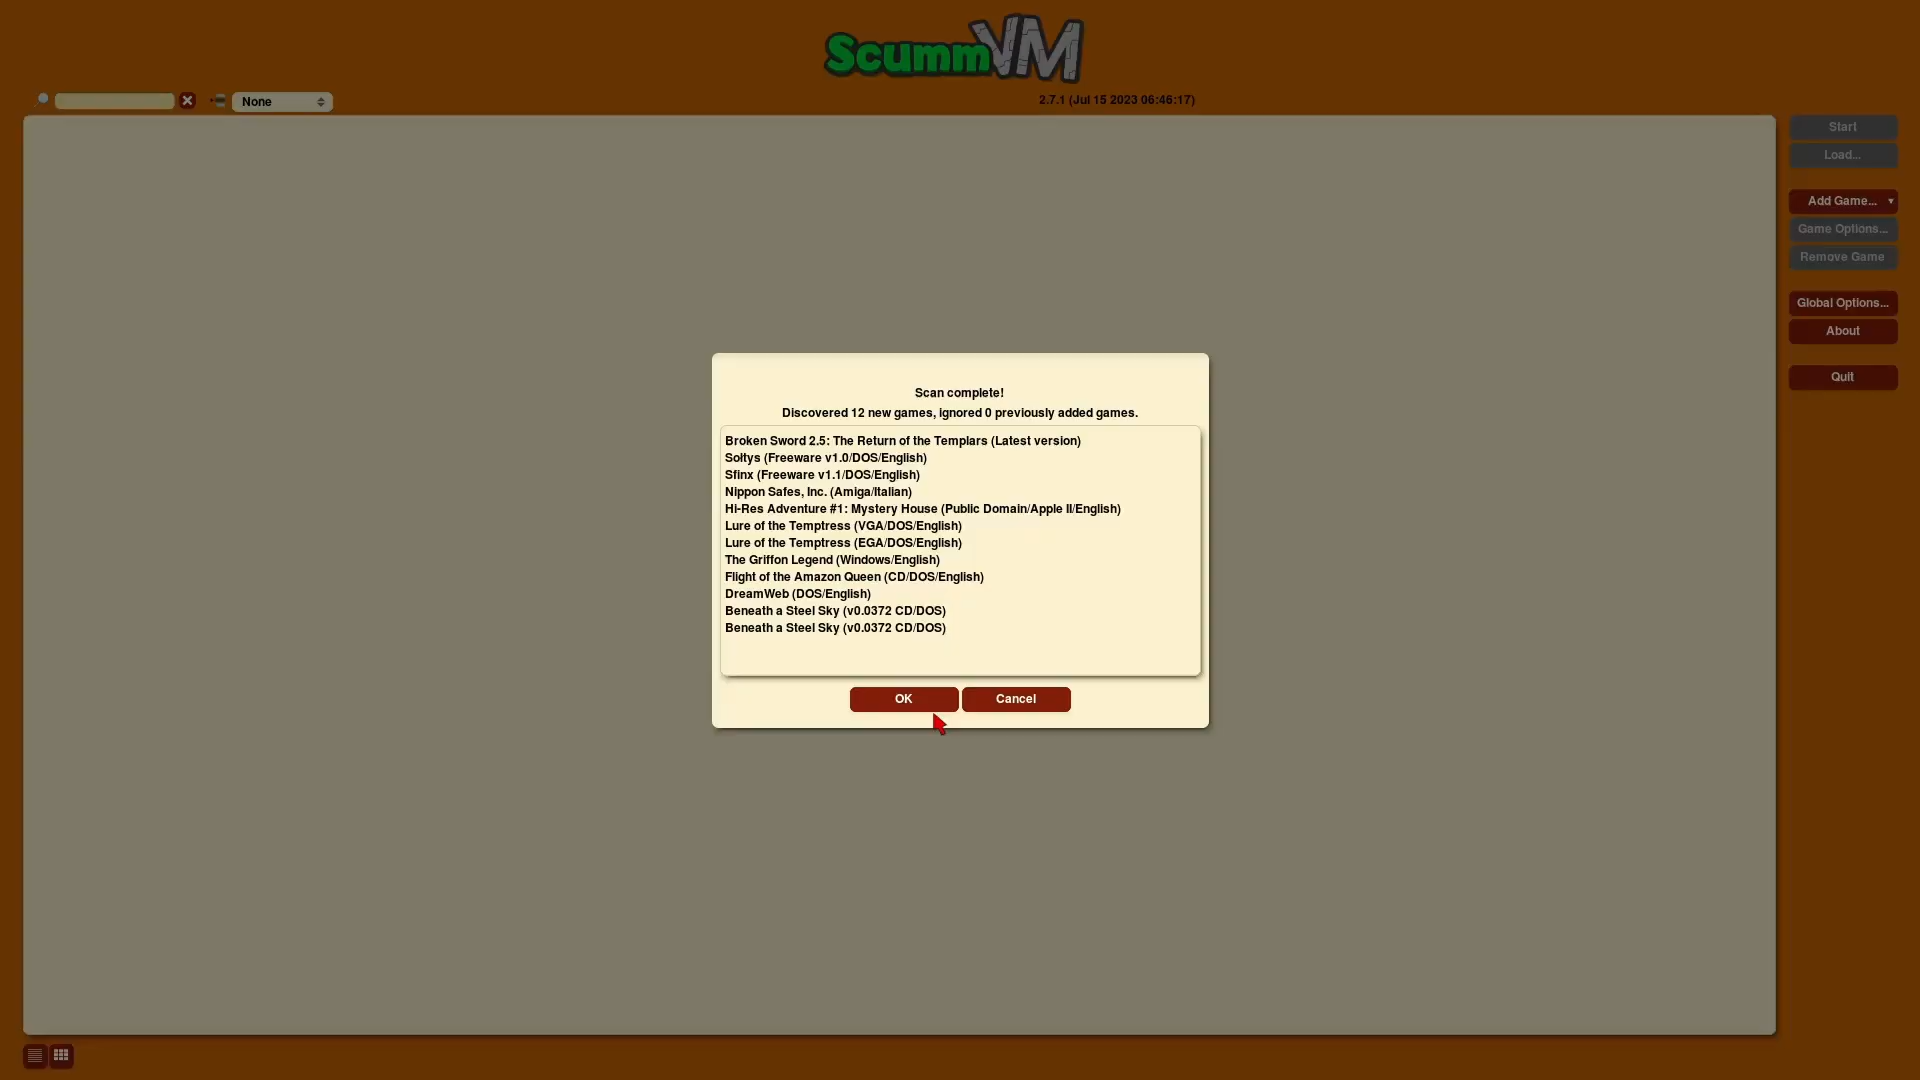 ScummVM
None
2.7.1 (Jul 15 2023 06:46:17)
Start
Load...
Add Game...
Game Options...
Remove Game
Global Options...
About
Quit
Scan complete!
Discovered 12 new games, ignored 0 previously added games.
Broken Sword 2.5: The Return of the Templars (Latest version)
Sołtys (Freeware v1.0/DOS/English)
Sfinx (Freeware v1.1/DOS/English)
Nippon Safes, Inc. (Amiga/Italian)
Hi-Res Adventure #1: Mystery House (Public Domain/Apple II/English)
Lure of the Temptress (VGA/DOS/English)
Lure of the Temptress (EGA/DOS/English)
The Griffon Legend (Windows/English)
Flight of the Amazon Queen (CD/DOS/English)
DreamWeb (DOS/English)
Beneath a Steel Sky (v0.0372 CD/DOS)
Beneath a Steel Sky (v0.0372 CD/DOS)
OK
Cancel